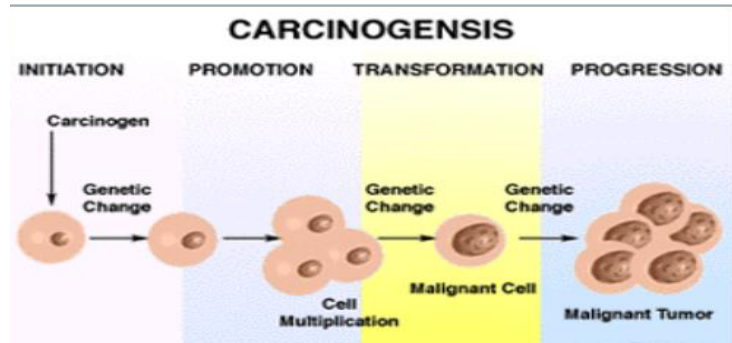 CARCINOGENSIS
INITIATION PROMOTION TRANSFORMATION PROGRESSION
Carcinogen
Genetic
Change
Genetic
Change
Genetic
Change
Cell
Multiplication
Malignant Cell
Malignant Tumor